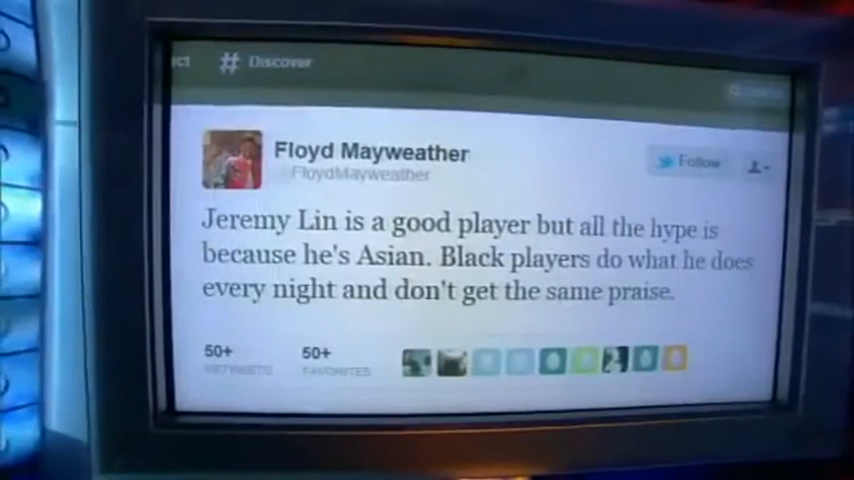 ct # Discover
Floyd Mayweather
@FloydMayweather
Follow
Jeremy Lin is a good player but all the hype is
because he's Asian. Black players do what he does
every night and don't get the same praise.
50+ 50+
RETWEETS FAVORITES